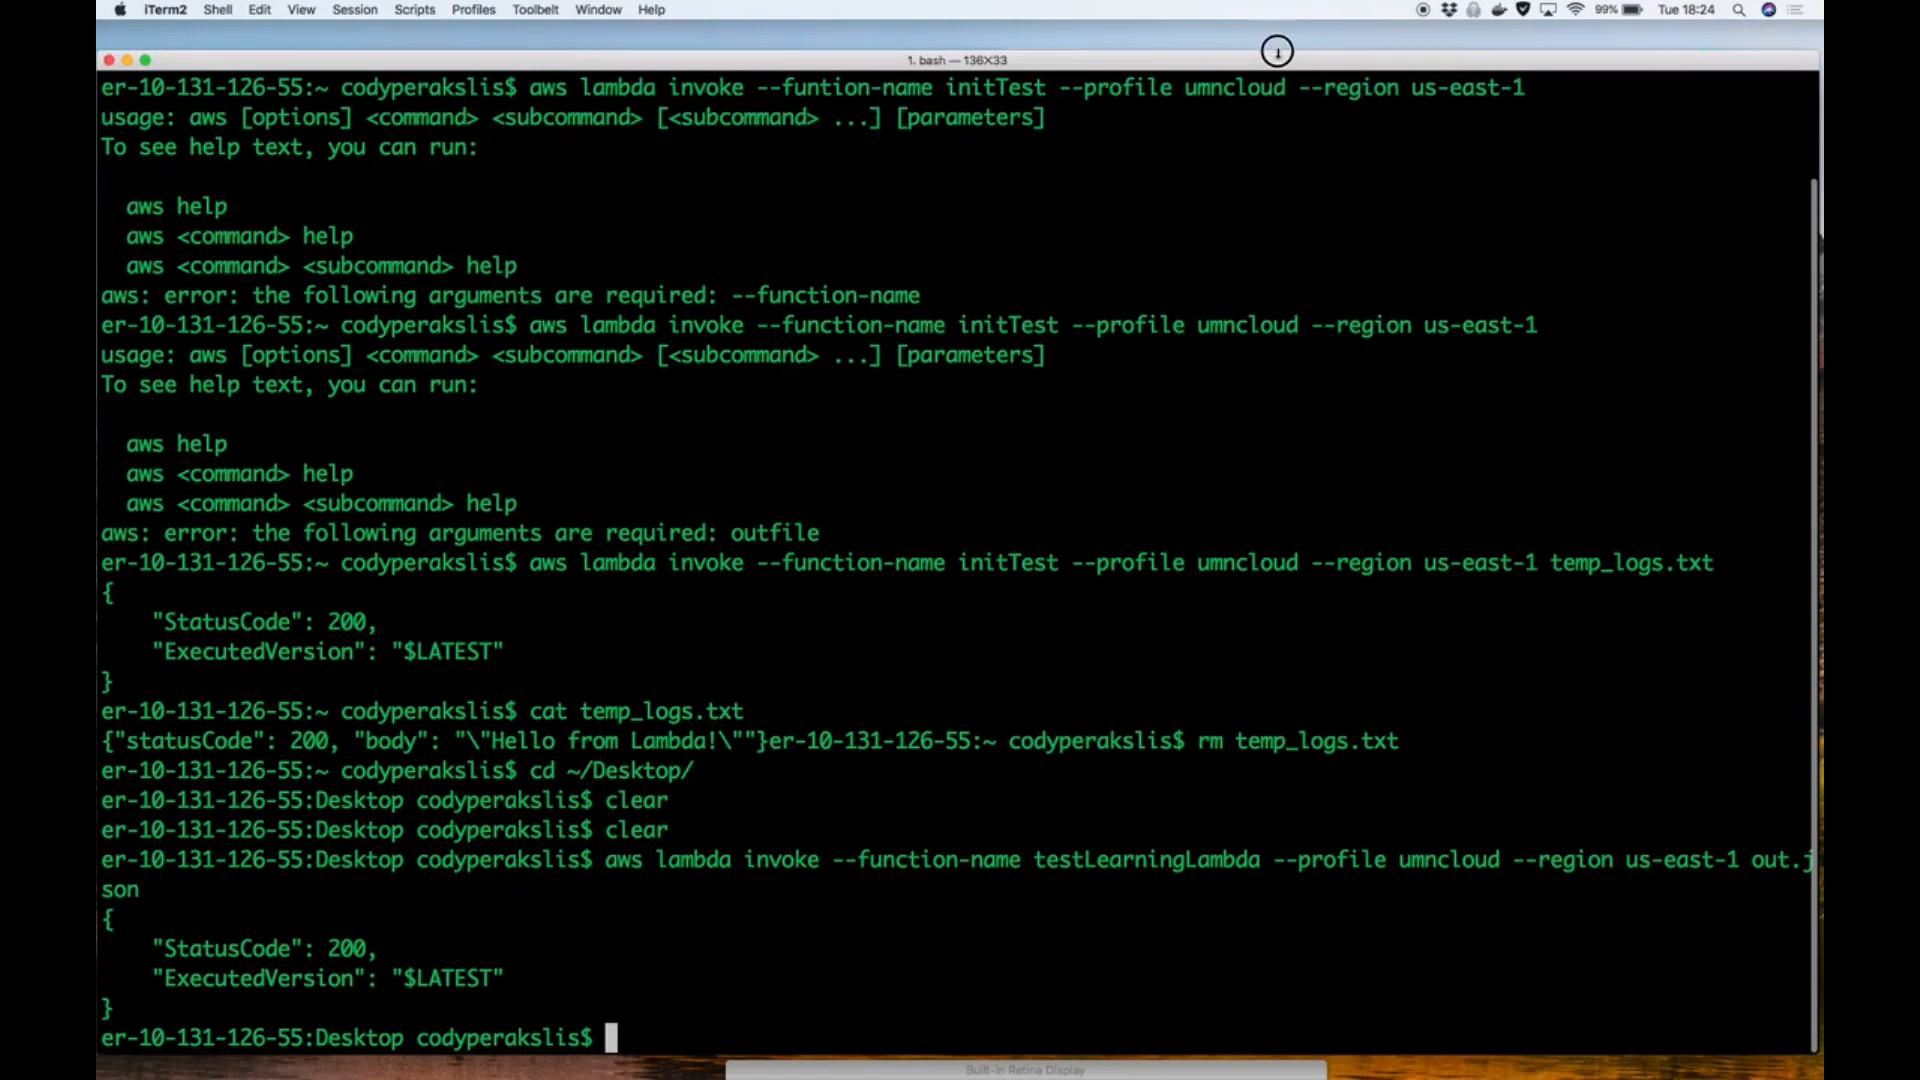 iTerm2 Shell Edit View Session Scripts Profiles Toolbelt Window Help 99% Tue 18:24
1. bash — 136×33
er-10-131-126-55:~ codyperakslis$ aws lambda invoke --funtion-name initTest --profile umncloud --region us-east-1
usage: aws [options] <command> <subcommand> [<subcommand> ...] [parameters]
To see help text, you can run:
aws help
aws <command> help
aws <command> <subcommand> help
aws: error: the following arguments are required: --function-name
er-10-131-126-55:~ codyperakslis$ aws lambda invoke --function-name initTest --profile umncloud --region us-east-1
usage: aws [options] <command> <subcommand> [<subcommand> ...] [parameters]
To see help text, you can run:
aws help
aws <command> help
aws <command> <subcommand> help
aws: error: the following arguments are required: outfile
er-10-131-126-55:~ codyperakslis$ aws lambda invoke --function-name initTest --profile umncloud --region us-east-1 temp_logs.txt
{
"StatusCode": 200,
"ExecutedVersion": "$LATEST"
}
er-10-131-126-55:~ codyperakslis$ cat temp_logs.txt
{"statusCode": 200, "body": "\"Hello from Lambda!\""}er-10-131-126-55:~ codyperakslis$ rm temp_logs.txt
er-10-131-126-55:~ codyperakslis$ cd ~/Desktop/
er-10-131-126-55:Desktop codyperakslis$ clear
er-10-131-126-55:Desktop codyperakslis$ clear
er-10-131-126-55:Desktop codyperakslis$ aws lambda invoke --function-name testLearningLambda --profile umncloud --region us-east-1 out.j
son
{
"StatusCode": 200,
"ExecutedVersion": "$LATEST"
}
er-10-131-126-55:Desktop codyperakslis$
Built-in Retina Display